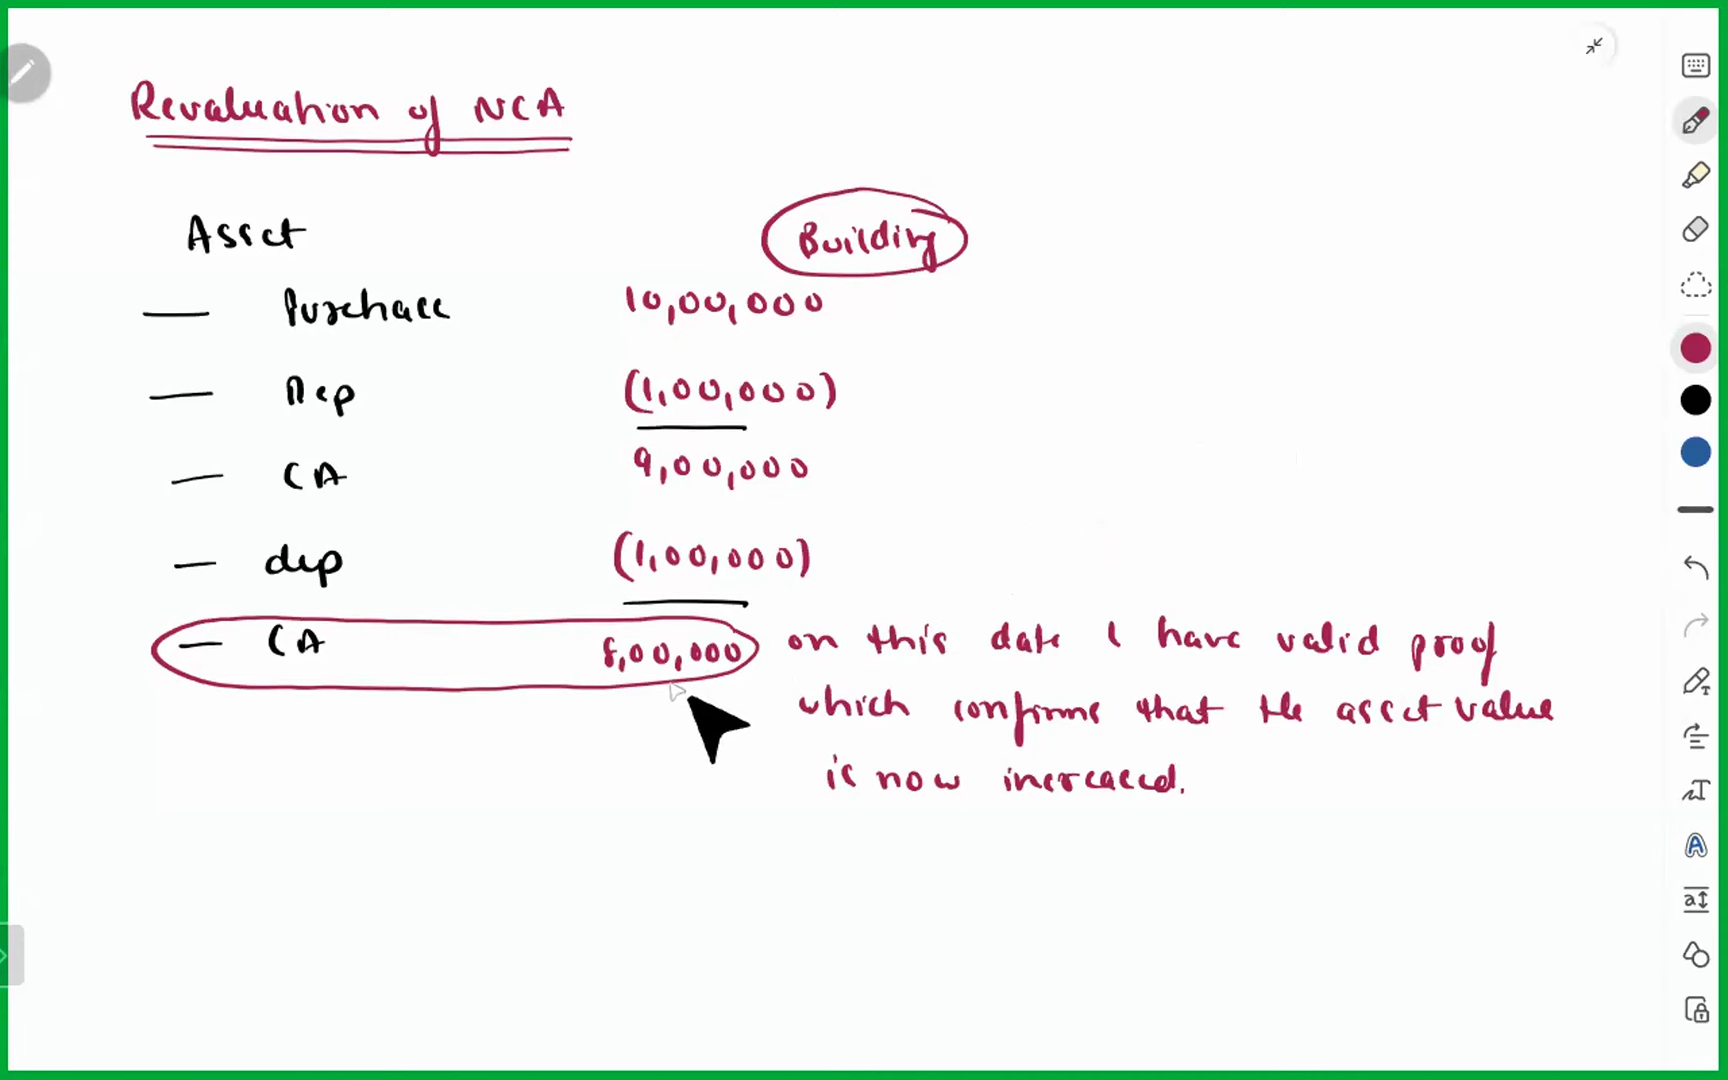 Revaluation of NCA
Asset Building
— Purchase 10,00,000
— Dep (1,00,000)
— CA 9,00,000
— dep (1,00,000)
— CA 8,00,000 on this date I have valid proof
which confirms that the asset value
is now increased.